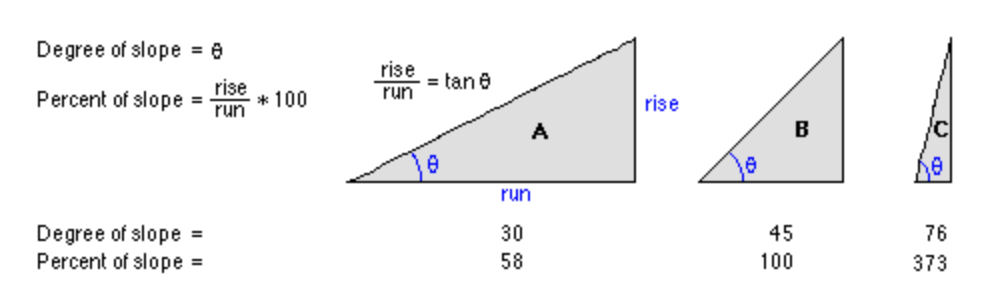 Degree of slope = θ
Percent of slope = rise/run * 100
rise/run = tan θ
A
θ
rise
run
B
θ
C
θ
Degree of slope = 30 45 76
Percent of slope = 58 100 373